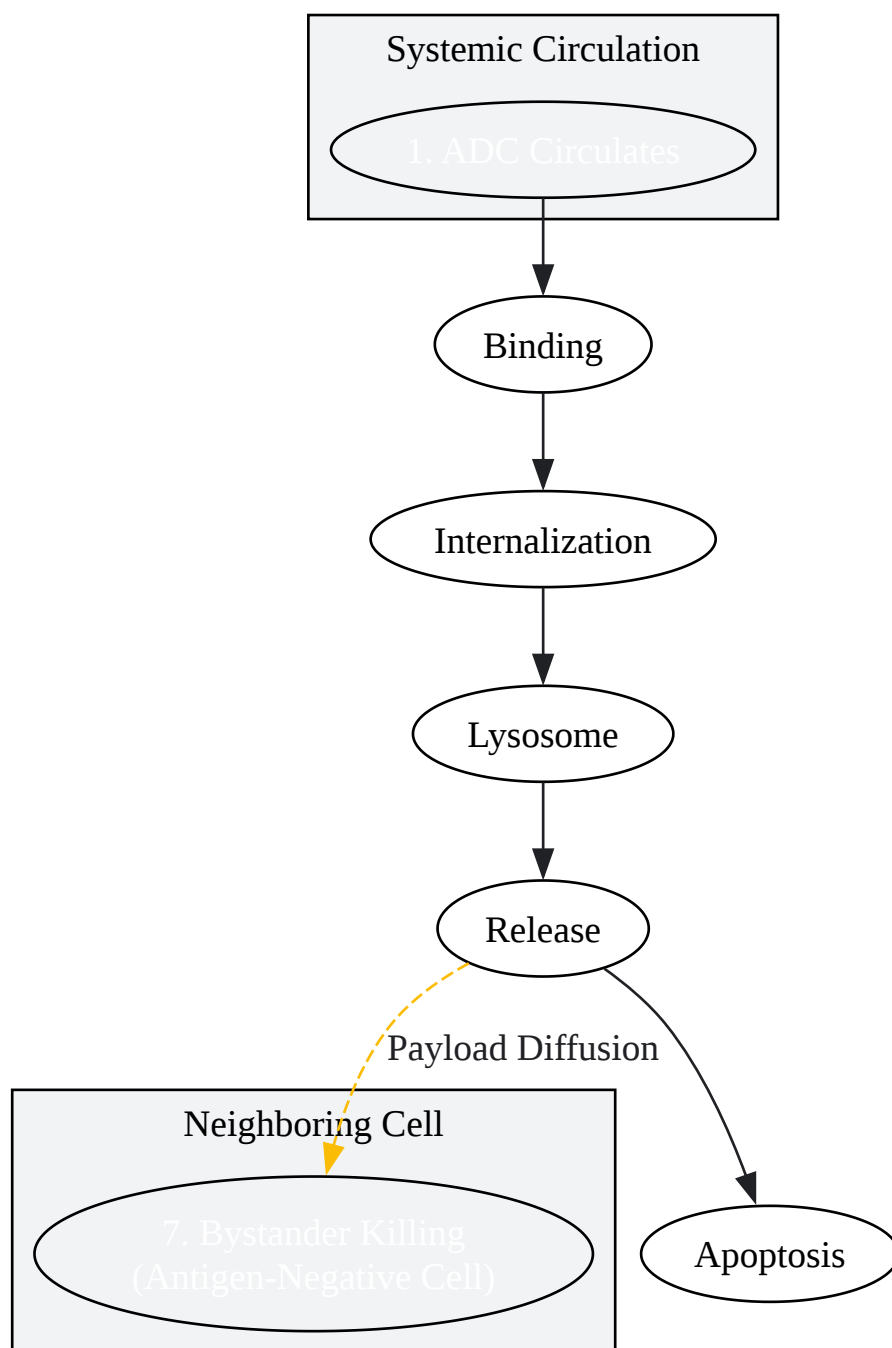 Systemic Circulation
1. ADC Circulates
Binding
Internalization
Lysosome
Release
Payload Diffusion
Neighboring Cell
7. Bystander Killing
(Antigen-Negative Cell)
Apoptosis